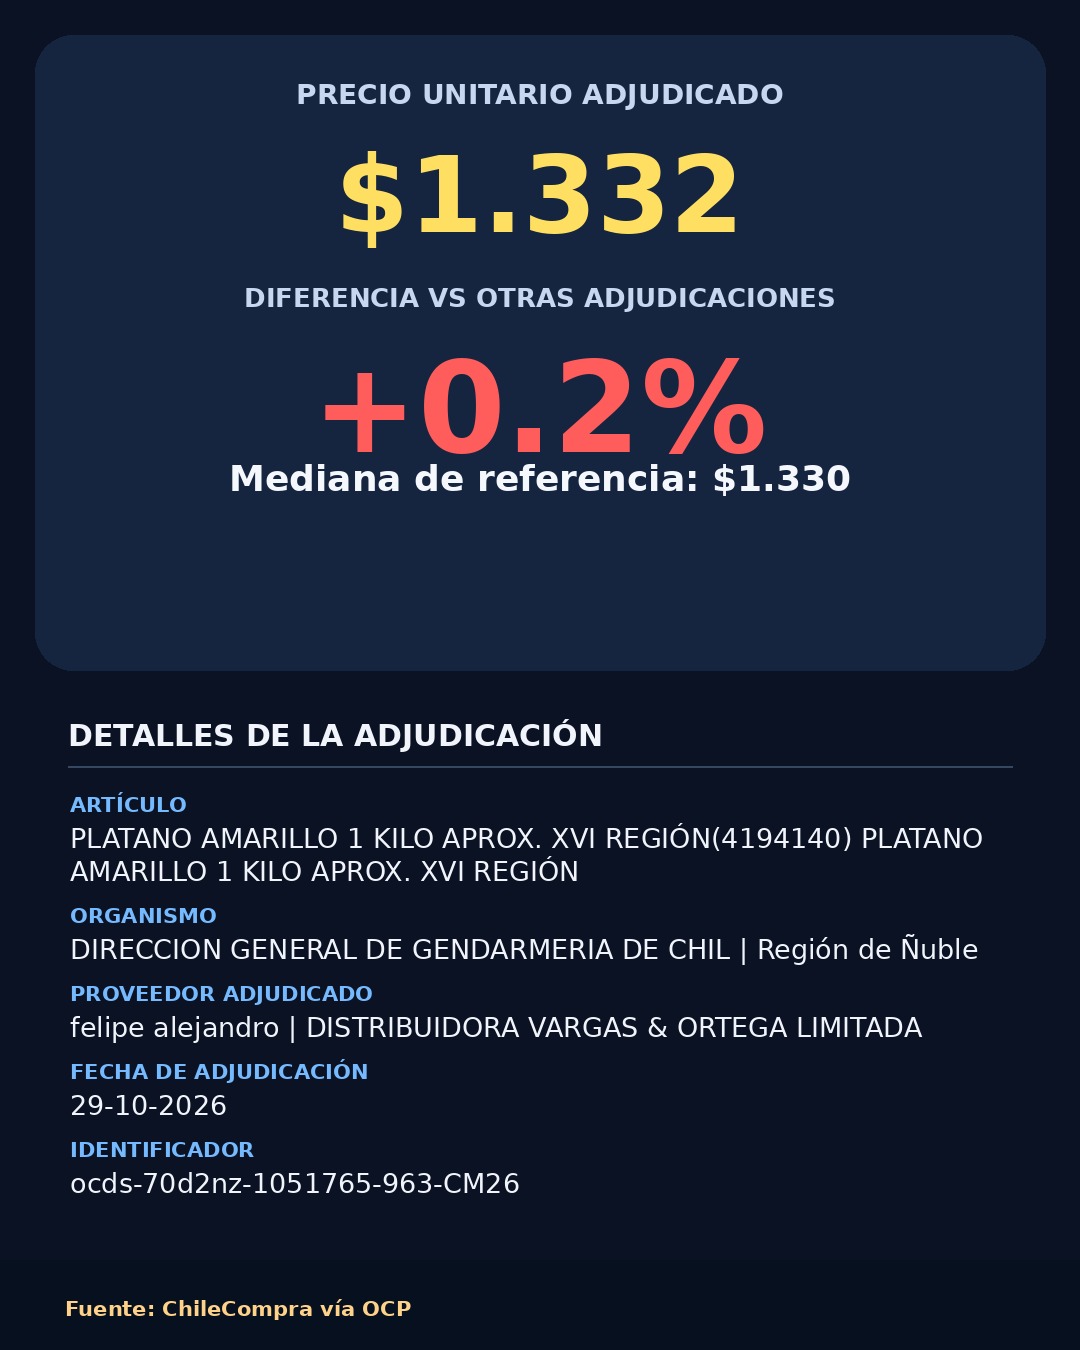 PRECIO UNITARIO ADJUDICADO
$1.332
DIFERENCIA VS OTRAS ADJUDICACIONES
+0.2%
Mediana de referencia: $1.330
DETALLES DE LA ADJUDICACIÓN
ARTÍCULO
PLATANO AMARILLO 1 KILO APROX. XVI REGIÓN(4194140) PLATANO
AMARILLO 1 KILO APROX. XVI REGIÓN
ORGANISMO
DIRECCION GENERAL DE GENDARMERIA DE CHIL | Región de Ñuble
PROVEEDOR ADJUDICADO
felipe alejandro | DISTRIBUIDORA VARGAS & ORTEGA LIMITADA
FECHA DE ADJUDICACIÓN
29-10-2026
IDENTIFICADOR
ocds-70d2nz-1051765-963-CM26
Fuente: ChileCompra vía OCP